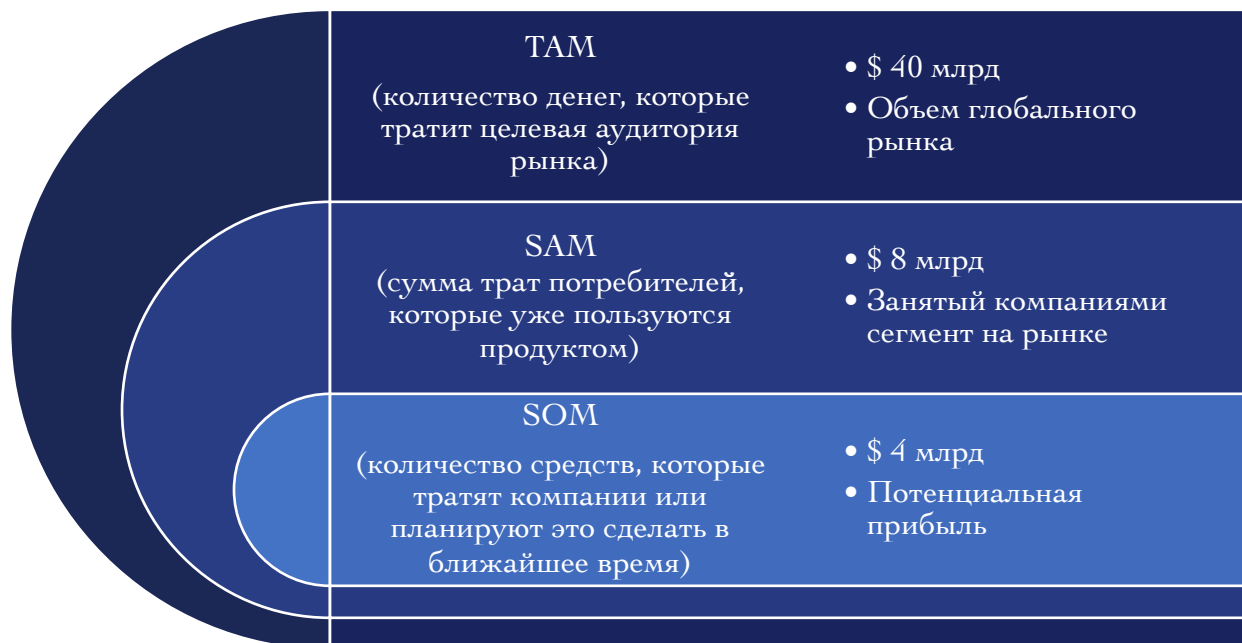 TAM
(количество денег, которые
тратит целевая аудитория
рынка)
• $ 40 млрд
• Объем глобального
рынка
SAM
(сумма трат потребителей,
которые уже пользуются
продуктом)
• $ 8 млрд
• Занятый компаниями
сегмент на рынке
SOM
(количество средств, которые
тратят компании или
планируют это сделать в
ближайшее время)
• $ 4 млрд
• Потенциальная
прибыль